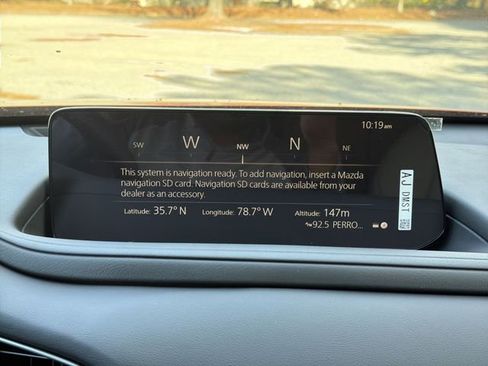 10:19am
SW W NW N NE
This system is navigation ready. To add navigation, insert a Mazda
navigation SD card. Navigation SD cards are available from your
dealer as an accessory.
Latitude: 35.7° N Longitude: 78.7° W Altitude: 147m
92.5 PERRO...
AJ DMST